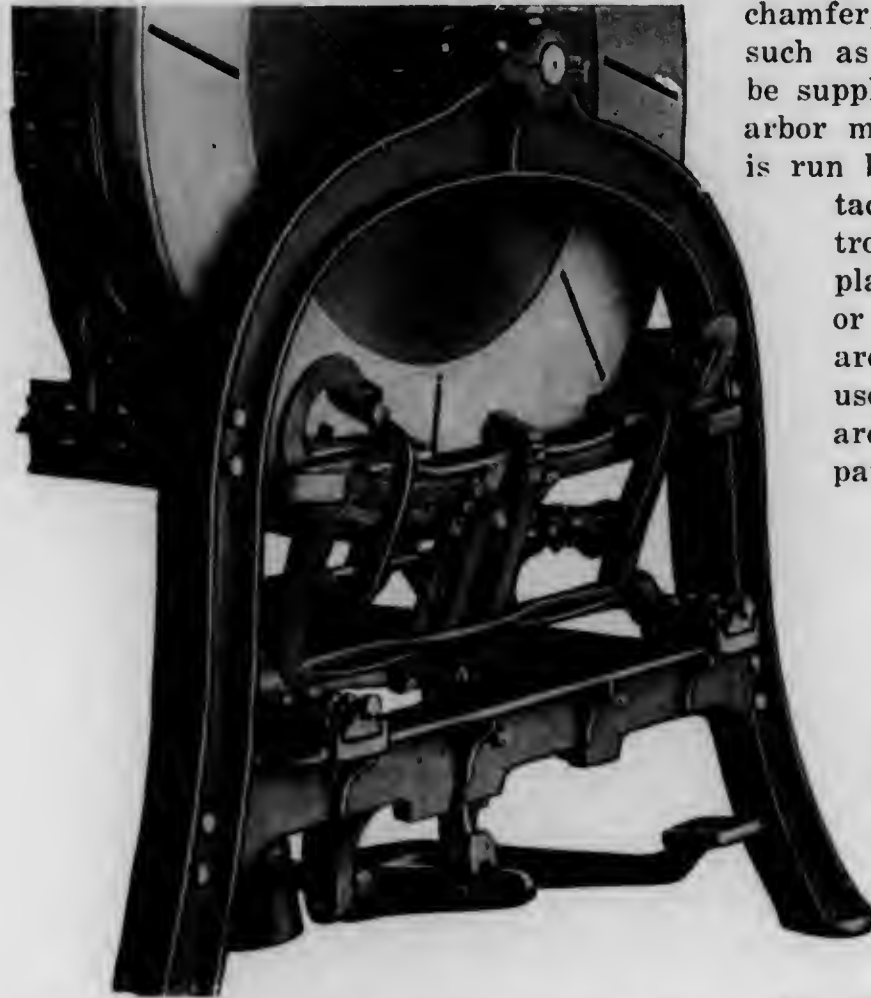 chamfer,
such as
be suppl
arbor m
is run b
tac
tro
pla
or
are
use
are
pa